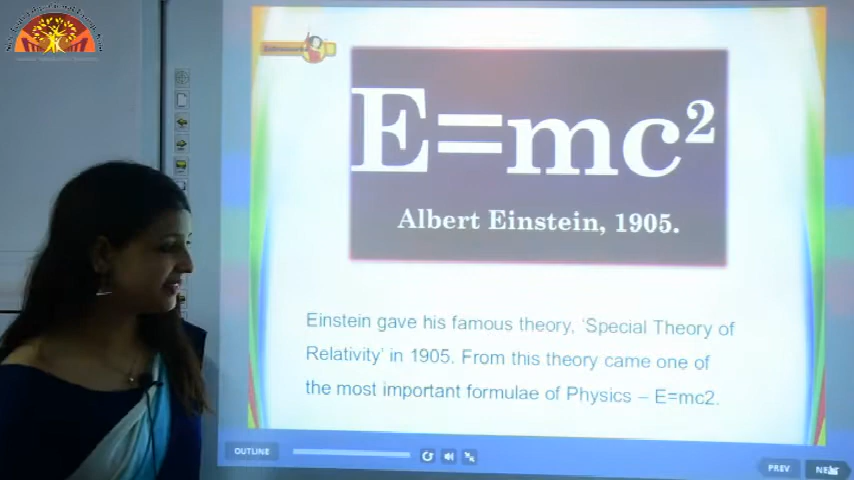 E=mc²
Albert Einstein, 1905.
Einstein gave his famous theory, 'Special Theory of
Relativity' in 1905. From this theory came one of
the most important formulae of Physics – E=mc2.
OUTLINE
PREV